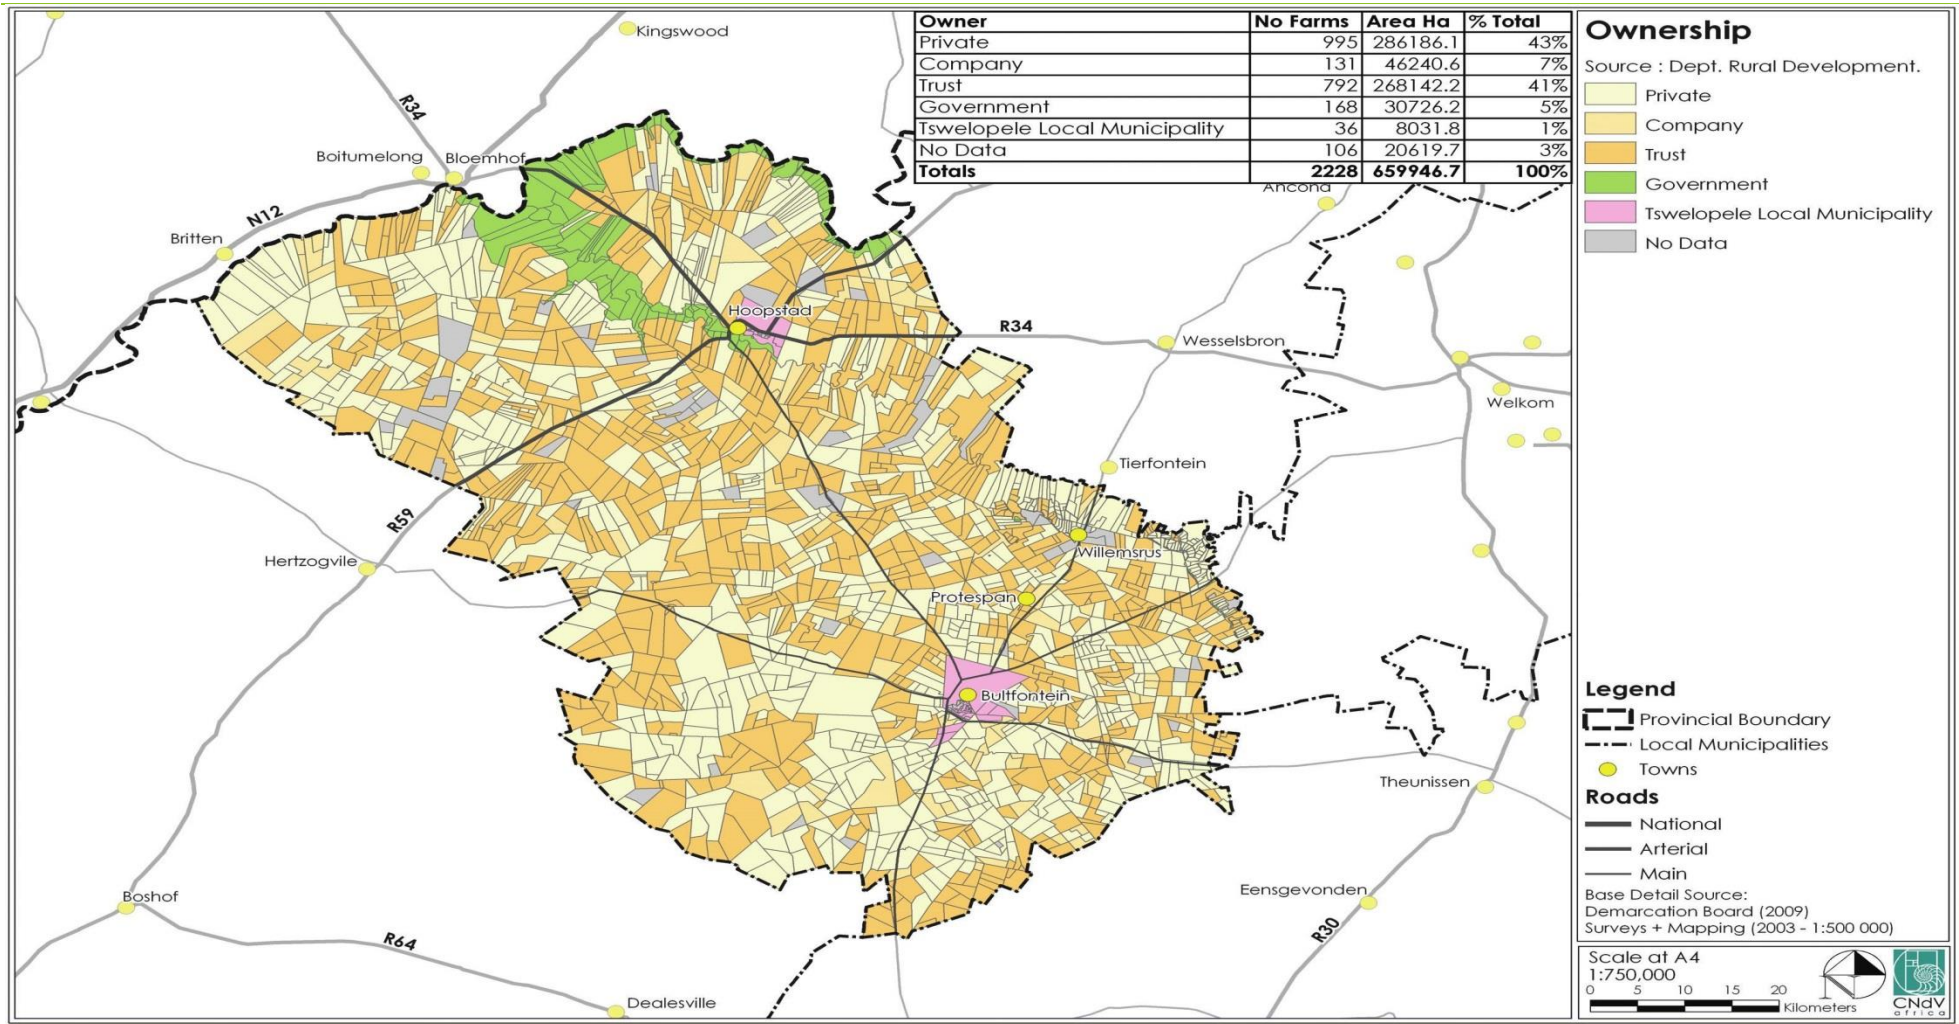 Owner No Farms Area Ha % Total
Private 995 286186.1 43%
Company 131 46240.6 7%
Trust 792 268142.2 41%
Government 168 30726.2 5%
Tswelopele Local Municipality 36 8031.8 1%
No Data 106 20619.7 3%
Totals 2228 659946.7 100%
Kingswood
R34
Boitumelong
Bloemhof
N12
Britten
Ancona
Hoopstad
R34
Wesselsbron
Welkom
Tierfontein
R59
Hertzogville
Willemsrus
Protespan
Bultfontein
Theunissen
Boshof
Eensgevonden
R64
R30
Dealesville
Ownership
Source : Dept. Rural Development.
Private
Company
Trust
Government
Tswelopele Local Municipality
No Data
Legend
Provincial Boundary
Local Municipalities
Towns
Roads
National
Arterial
Main
Base Detail Source:
Demarcation Board (2009)
Surveys + Mapping (2003 - 1:500 000)
Scale at A4
1:750,000
0 5 10 15 20
Kilometers
N
CNdV
africa